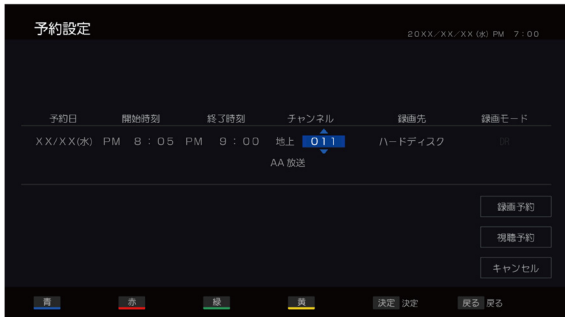 予約設定
20XX/XX/XX(水) PM 7:00
予約日 開始時刻 終了時刻 チャンネル 録画先 録画モード
XX/XX(水) PM 8:05 PM 9:00 地上 011 ハードディスク DR
AA 放送
録画予約
視聴予約
キャンセル
青 赤 緑 黄 決定 決定 戻る 戻る